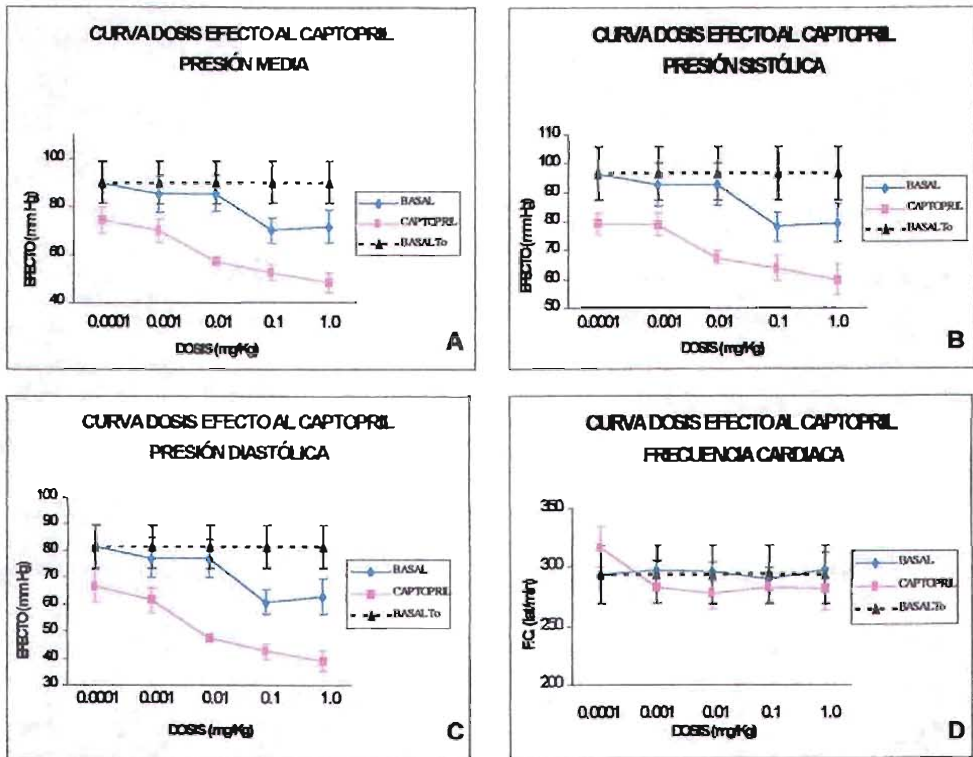 CURVA DOSIS EFECTO AL CAPTOPRIL
PRESIÓN MEDIA
EFECTO (mm Hg)
100
80
60
40
0.0001 0.001 0.01 0.1 1.0
DOSIS (mg/Kg)
BASAL
CAPTOPRIL
BASAL To
A
CURVA DOSIS EFECTO AL CAPTOPRIL
PRESIÓN SISTÓLICA
EFECTO (mm Hg)
110
100
90
80
70
60
50
0.0001 0.001 0.01 0.1 1.0
DOSIS (mg/Kg)
BASAL
CAPTOPRIL
BASAL To
B
CURVA DOSIS EFECTO AL CAPTOPRIL
PRESIÓN DIASTÓLICA
EFECTO (mm Hg)
100
90
80
70
60
50
40
30
0.0001 0.001 0.01 0.1 1.0
DOSIS (mg/Kg)
BASAL
CAPTOPRIL
BASAL To
C
CURVA DOSIS EFECTO AL CAPTOPRIL
FRECUENCIA CARDIACA
F.C. (lat/min)
350
300
250
200
0.0001 0.001 0.01 0.1 1.0
DOSIS (mg/Kg)
BASAL
CAPTOPRIL
BASAL To
D